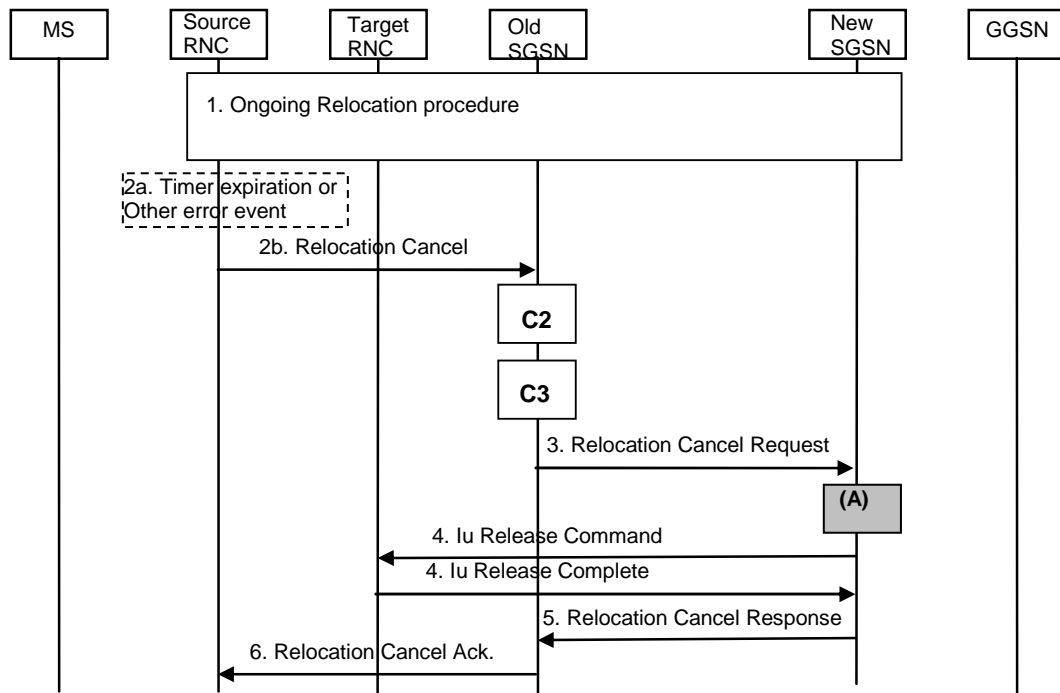 MS
Source
RNC
Target
RNC
Old
SGSN
New
SGSN
GGSN
1. Ongoing Relocation procedure
2a. Timer expiration or
Other error event
2b. Relocation Cancel
C2
C3
3. Relocation Cancel Request
(A)
4. Iu Release Command
4. Iu Release Complete
5. Relocation Cancel Response
6. Relocation Cancel Ack.